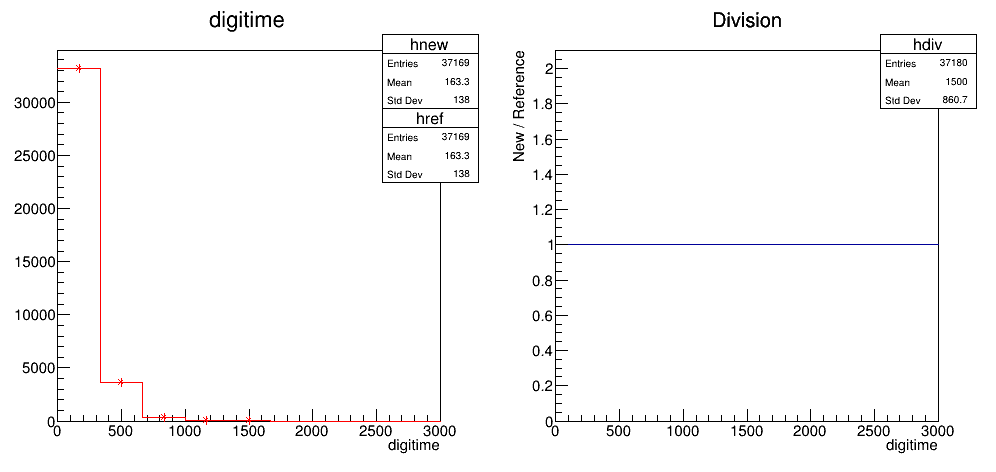 digitime
hnew
Entries 37169
Mean 163.3
Std Dev 138
href
Entries 37169
Mean 163.3
Std Dev 138
30000
25000
20000
15000
10000
5000
0
0 500 1000 1500 2000 2500 3000
digitime
Division
hdiv
Entries 37180
Mean 1500
Std Dev 860.7
New / Reference
2
1.8
1.6
1.4
1.2
1
0.8
0.6
0.4
0.2
0
0 500 1000 1500 2000 2500 3000
digitime